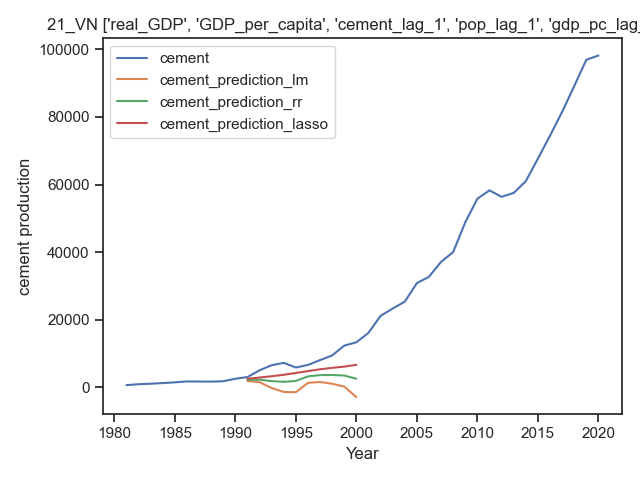 21_VN ['real_GDP', 'GDP_per_capita', 'cement_lag_1', 'pop_lag_1', 'gdp_pc_lag_
cement
cement_prediction_lm
cement_prediction_rr
cement_prediction_lasso
cement production
100000
80000
60000
40000
20000
0
1980 1985 1990 1995 2000 2005 2010 2015 2020
Year